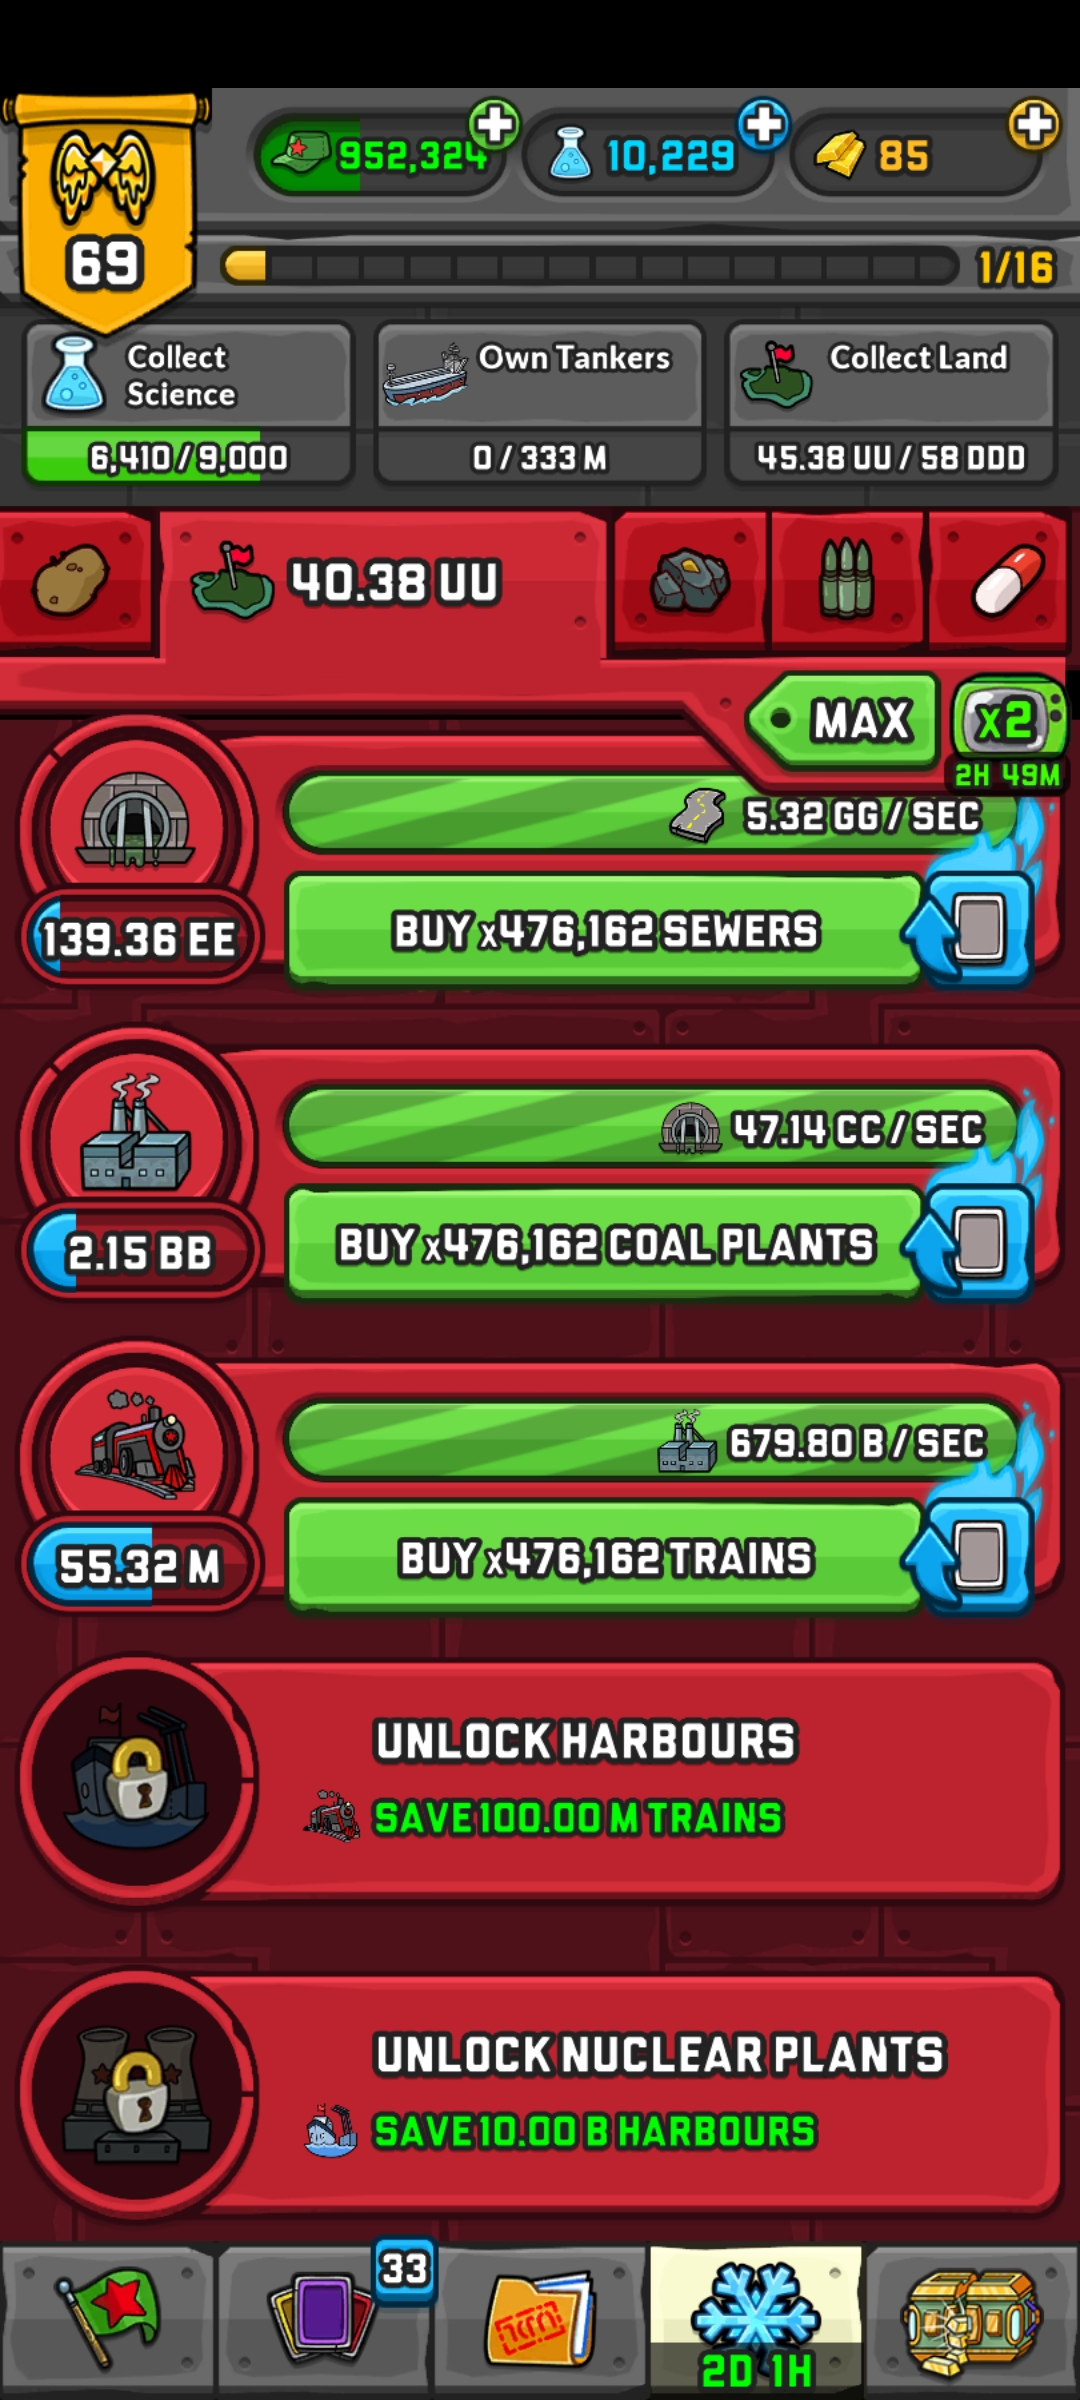 952,324
10,229
85
69
1/16
Collect Science
6,410/9,000
Own Tankers
0/333 M
Collect Land
45.38 UU/58 DDD
40.38 UU
MAX
x2
2H 49M
5.32 GG/SEC
139.36 EE
BUY x476,162 SEWERS
47.14 CC/SEC
2.15 BB
BUY x476,162 COAL PLANTS
679.80 B/SEC
55.32 M
BUY x476,162 TRAINS
UNLOCK HARBOURS
SAVE 100.00 M TRAINS
UNLOCK NUCLEAR PLANTS
SAVE 10.00 B HARBOURS
33
2D 1H